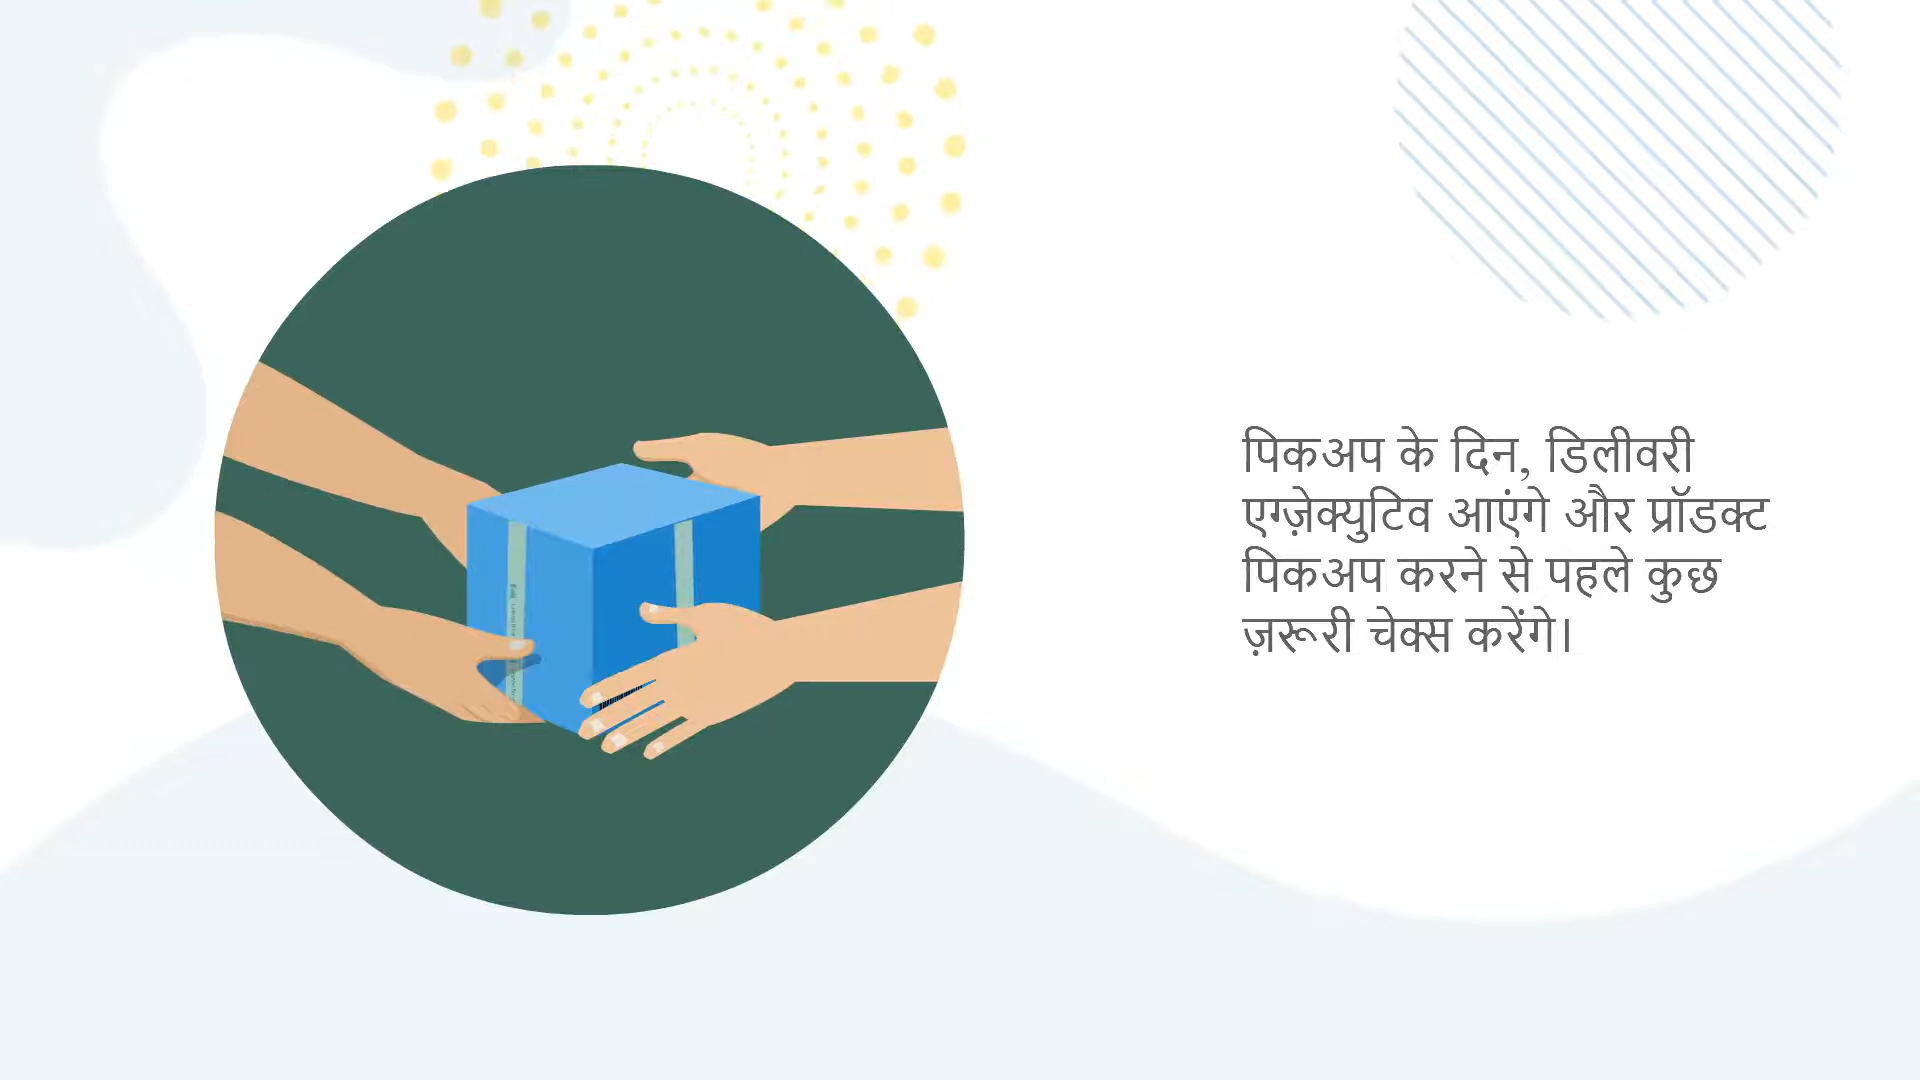 पिकअप के दिन, डिलीवरी
एग्ज़ेक्युटिव आएंगे और प्रॉडक्ट
पिकअप करने से पहले कुछ
ज़रूरी चेक्स करेंगे।